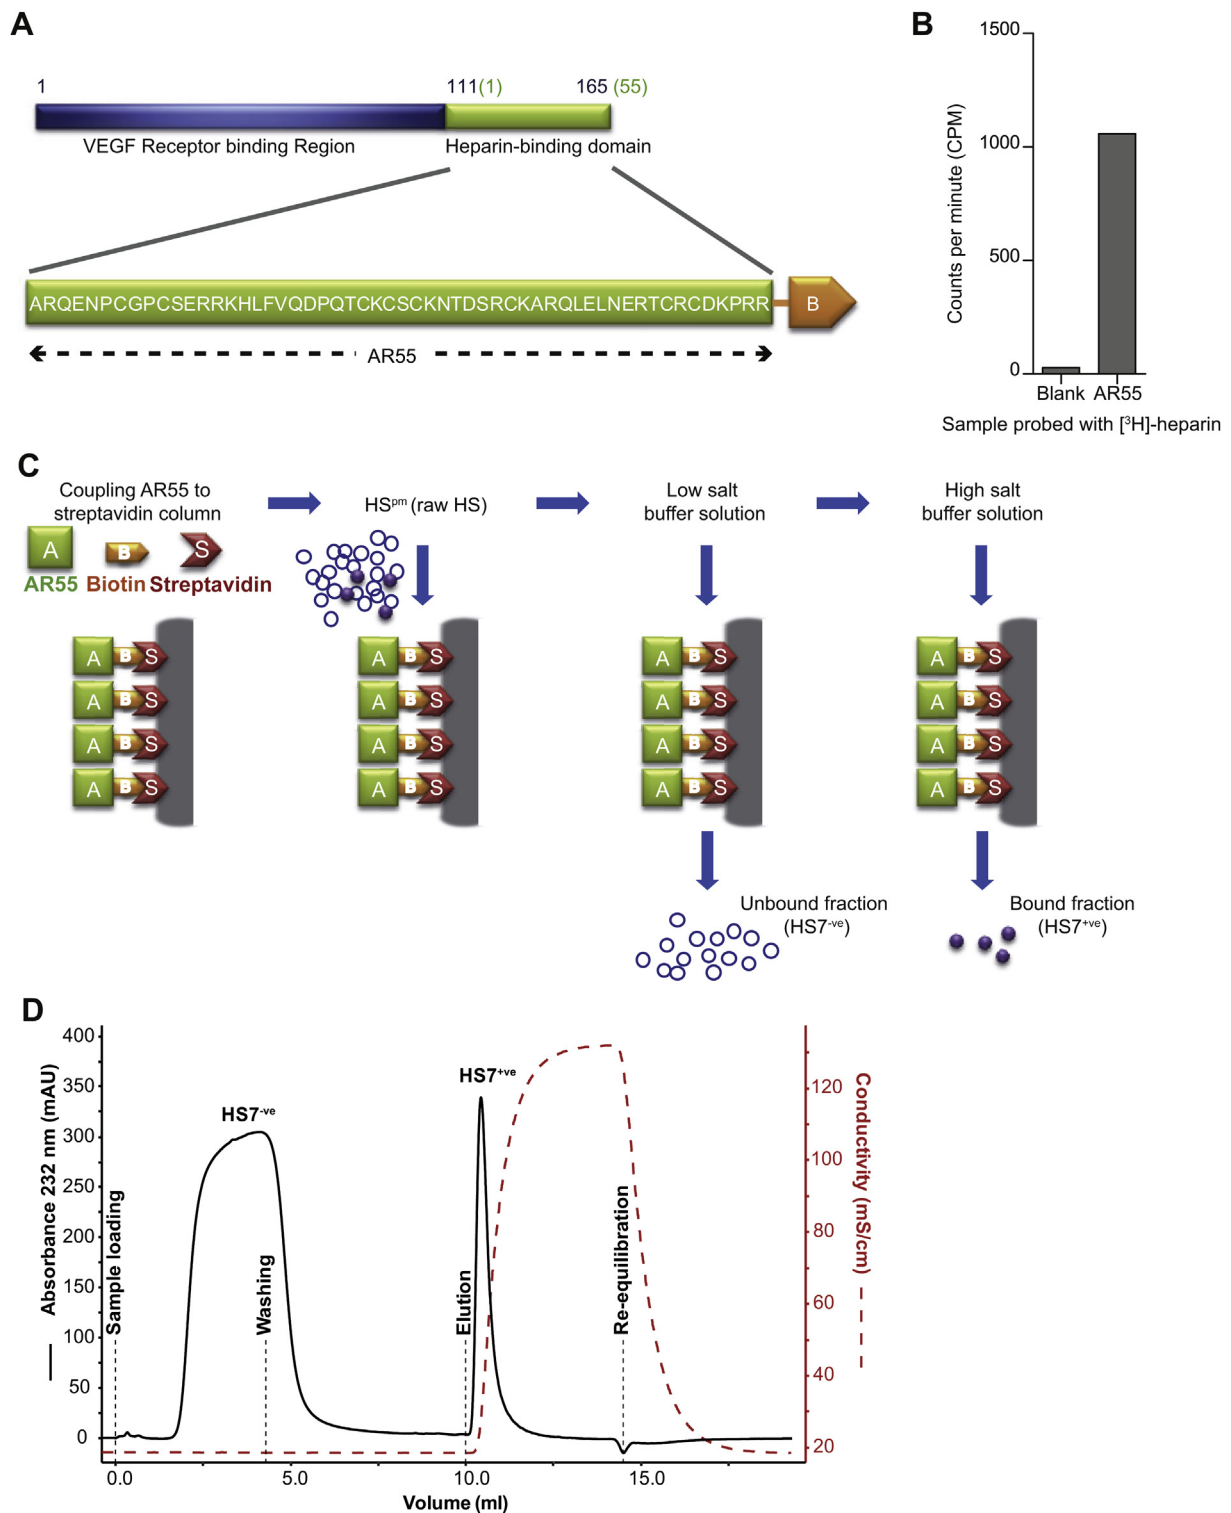 A
1
111(1)
165 (55)
VEGF Receptor binding Region
Heparin-binding domain
ARQENPCGPCSERRKHLFVQDPQTCKCSCKNTDSRCKARQLELNERTCRCDKPRR
B
AR55
B
1500
1000
500
0
Counts per minute (CPM)
Blank AR55
Sample probed with [³H]-heparin
C
Coupling AR55 to
streptavidin column
HSᵖᵐ (raw HS)
Low salt
buffer solution
High salt
buffer solution
A B S
AR55 Biotin Streptavidin
A B S A B S A B S A B S
A B S A B S A B S A B S
A B S A B S A B S A B S
A B S A B S A B S A B S
Unbound fraction
(HS7⁻ᵛᵉ)
Bound fraction
(HS7⁺ᵛᵉ)
D
400
350
300
250
200
150
100
50
0
Absorbance 232 nm (mAU)
HS7⁻ᵛᵉ
HS7⁺ᵛᵉ
Sample loading
Washing
Elution
Re-equilibration
120
100
80
60
40
20
Conductivity (mS/cm)
0.0 5.0 10.0 15.0
Volume (ml)